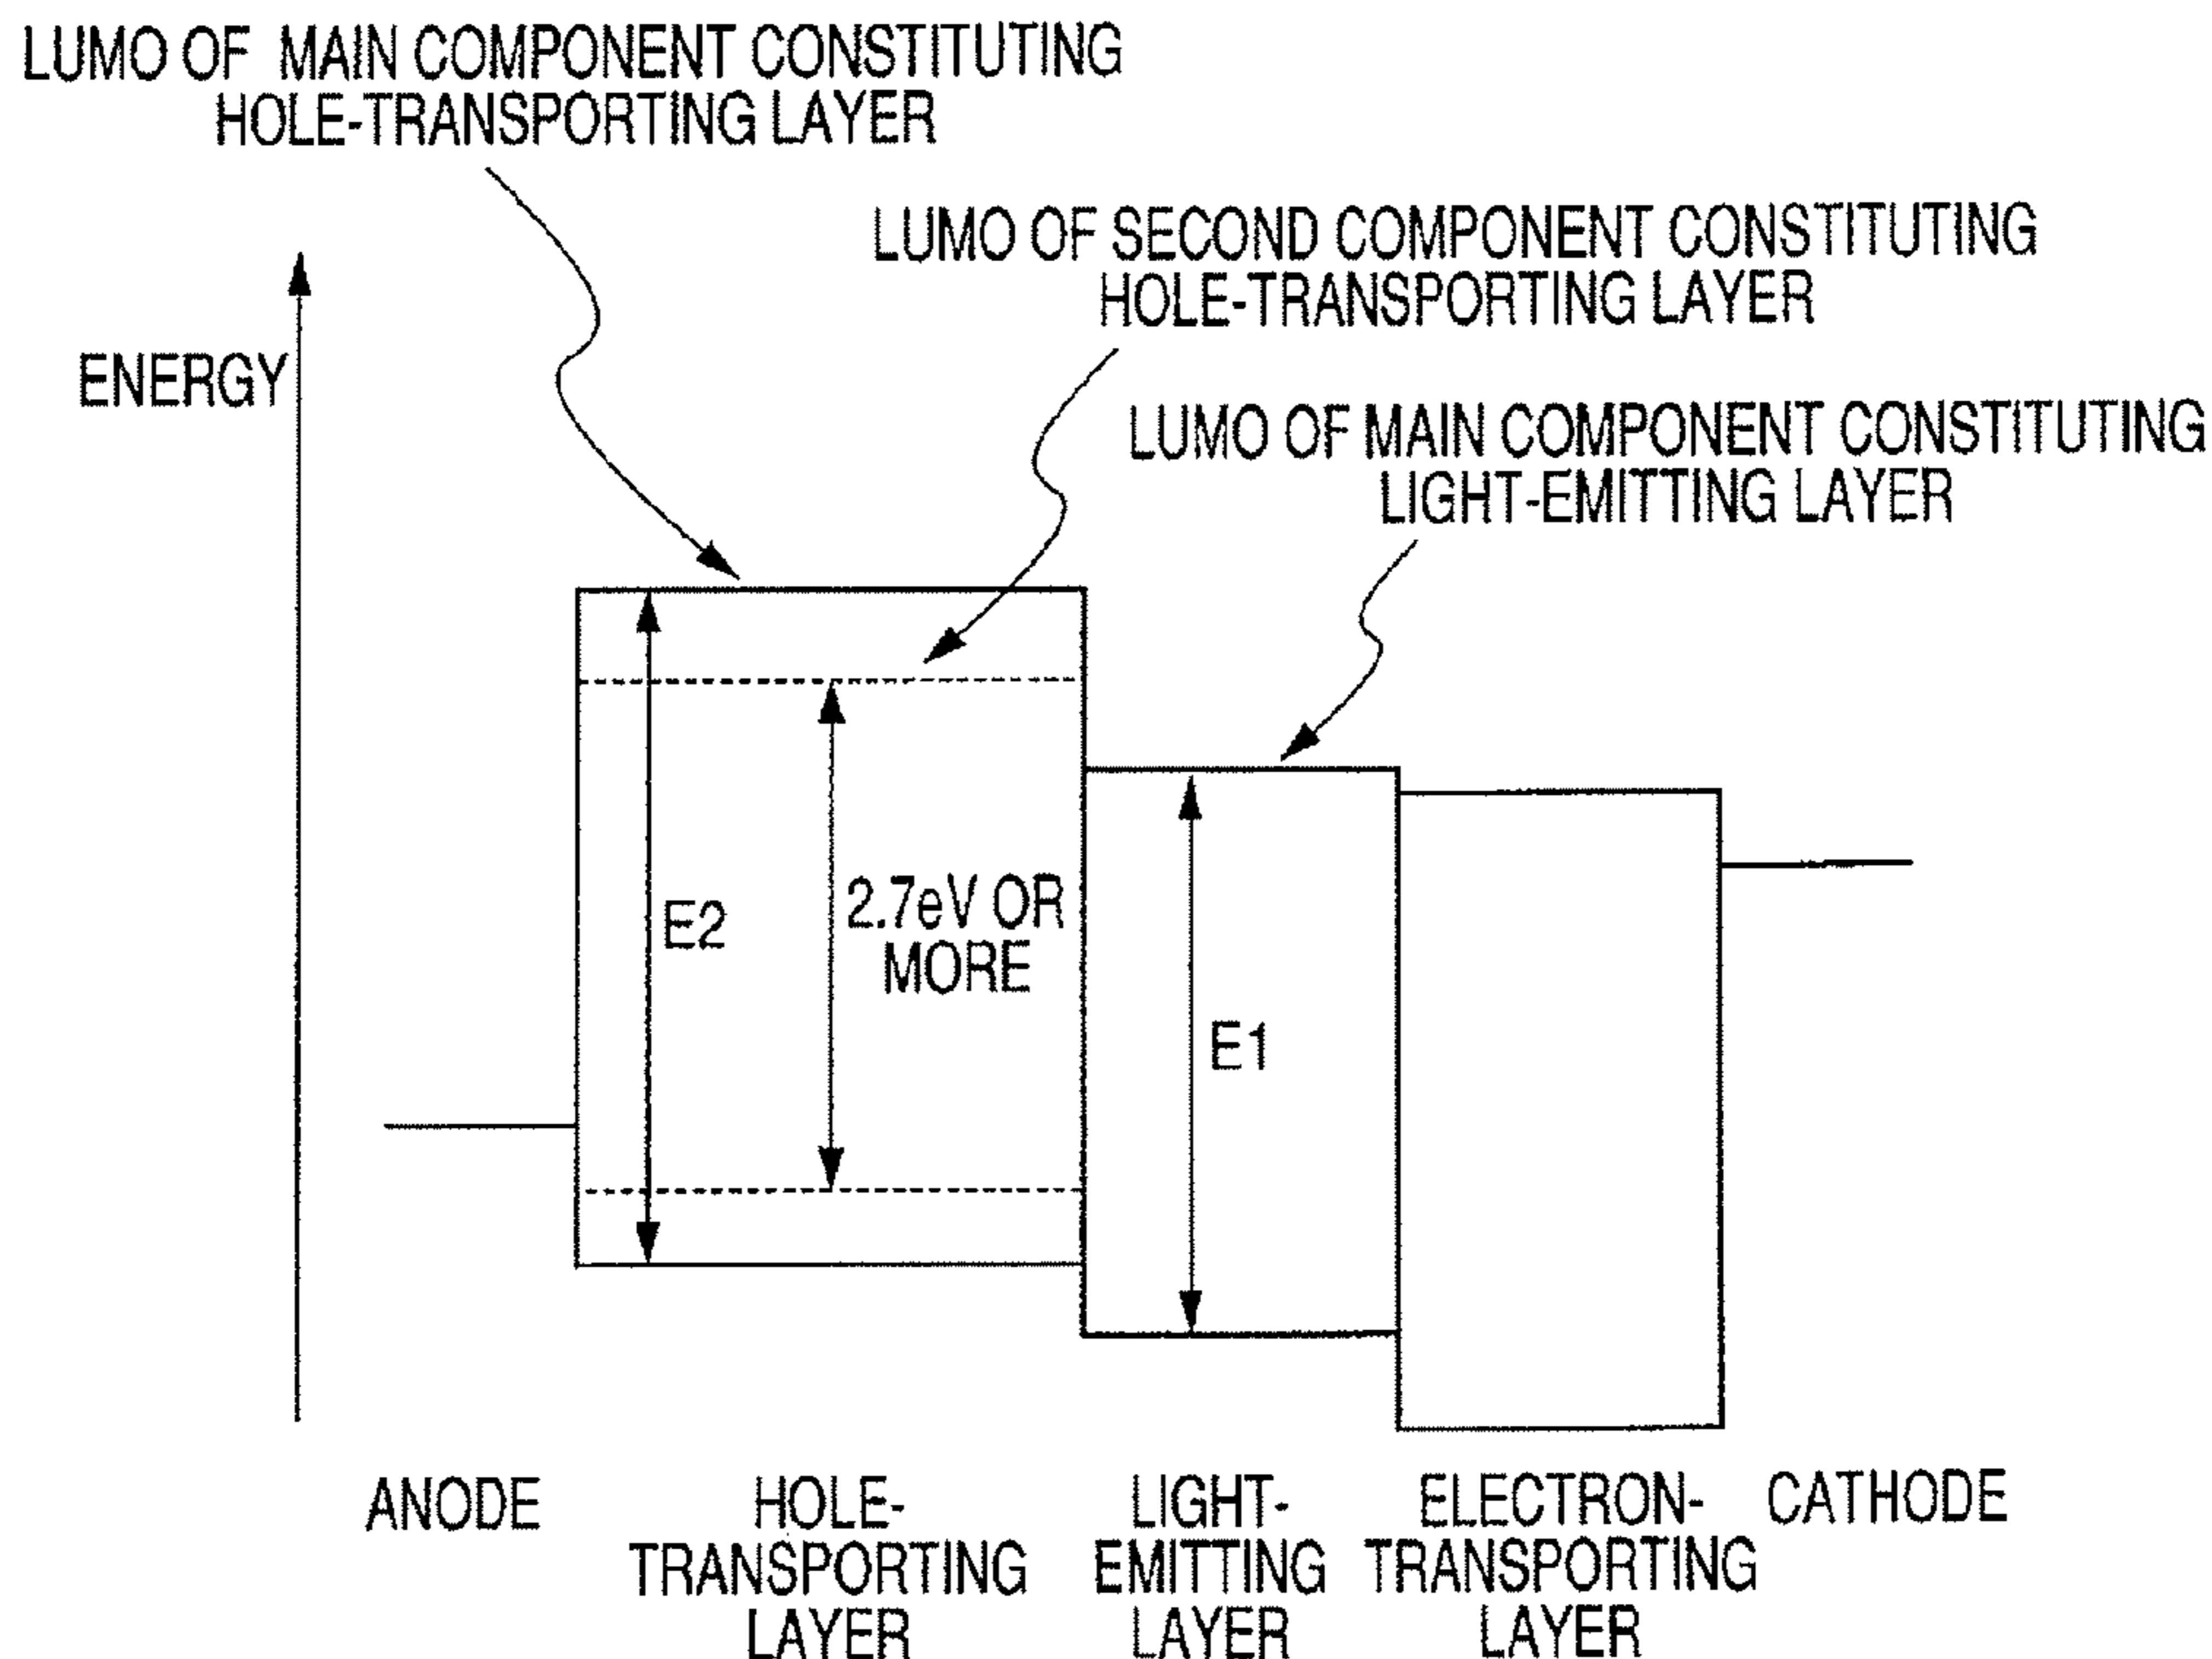 LUMO OF MAIN COMPONENT CONSTITUTING
HOLE-TRANSPORTING LAYER
LUMO OF SECOND COMPONENT CONSTITUTING
HOLE-TRANSPORTING LAYER
ENERGY
LUMO OF MAIN COMPONENT CONSTITUTING
LIGHT-EMITTING LAYER
E2
2.7eV OR
MORE
E1
ANODE
HOLE-
TRANSPORTING
LAYER
LIGHT-
EMITTING
LAYER
ELECTRON-
TRANSPORTING
LAYER
CATHODE